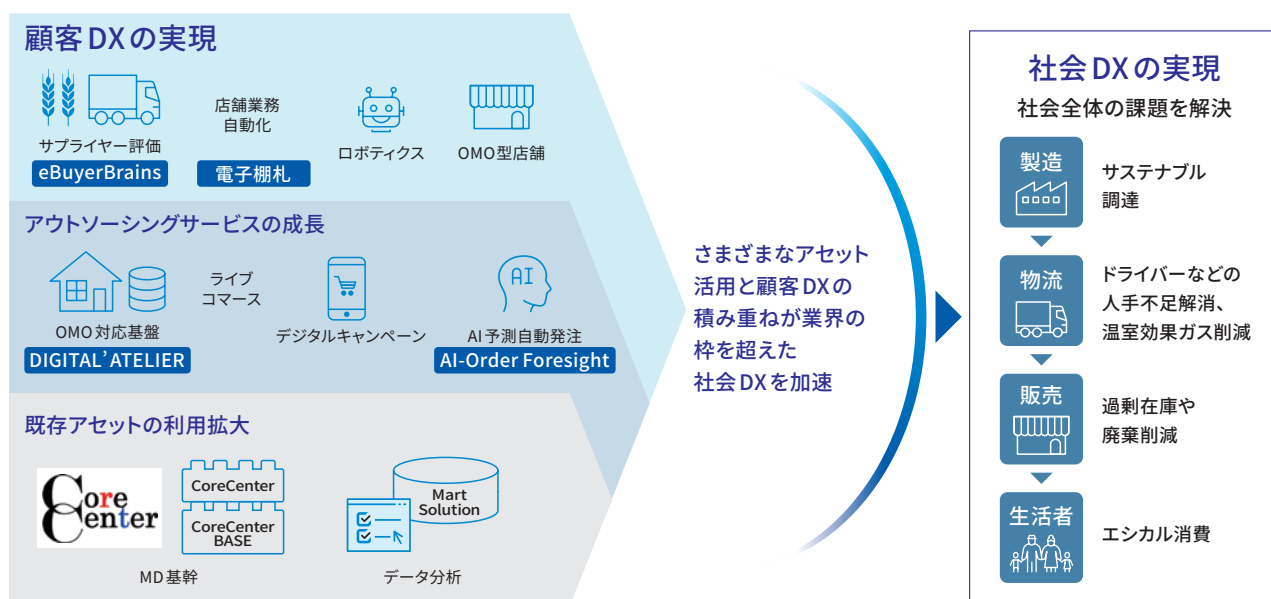 顧客DXの実現
サプライヤー評価
eBuyerBrains
店舗業務
自動化
電子棚札
ロボティクス
OMO型店舗
アウトソーシングサービスの成長
OMO対応基盤
DIGITAL'ATELIER
ライブ
コマース
デジタルキャンペーン
AI
AI予測自動発注
AI-Order Foresight
既存アセットの利用拡大
Core
Center
CoreCenter
CoreCenter
BASE
MD基幹
Mart
Solution
データ分析
さまざまなアセット
活用と顧客DXの
積み重ねが業界の
枠を超えた
社会DXを加速
社会DXの実現
社会全体の課題を解決
製造
サステナブル
調達
物流
ドライバーなどの
人手不足解消、
温室効果ガス削減
販売
過剰在庫や
廃棄削減
生活者
エシカル消費